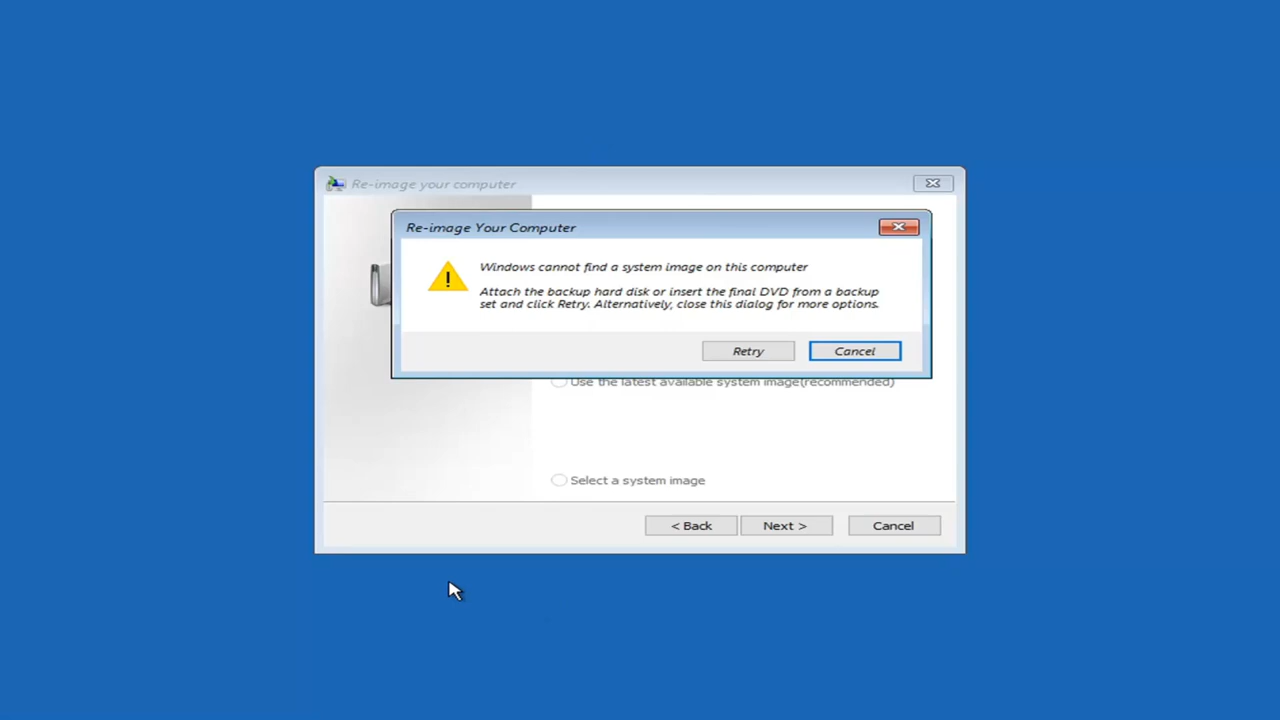 Re-image your computer
Re-image Your Computer
Windows cannot find a system image on this computer
Attach the backup hard disk or insert the final DVD from a backup
set and click Retry. Alternatively, close this dialog for more options.
Retry
Cancel
Use the latest available system image(recommended)
Select a system image
< Back
Next >
Cancel